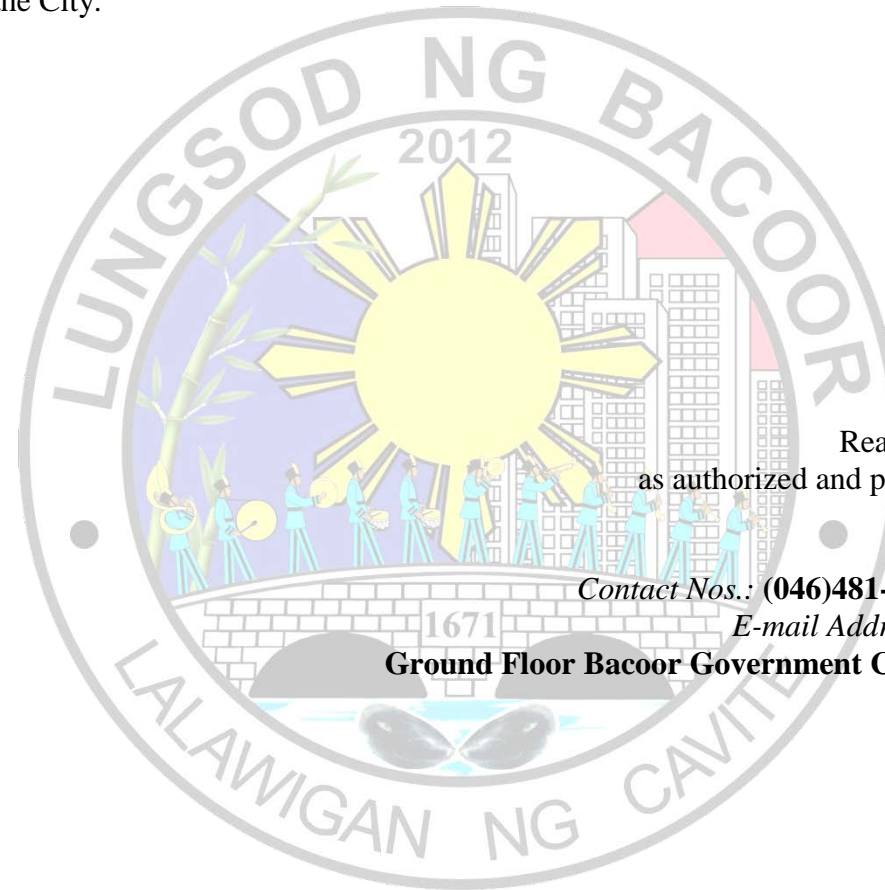 the City.
LUNGSOD NG BACOOR
2012
Rea
as authorized and p
Contact Nos.: (046)481-
E-mail Addr
1671
Ground Floor Bacoor Government C
LALAWIGAN NG CAVITE